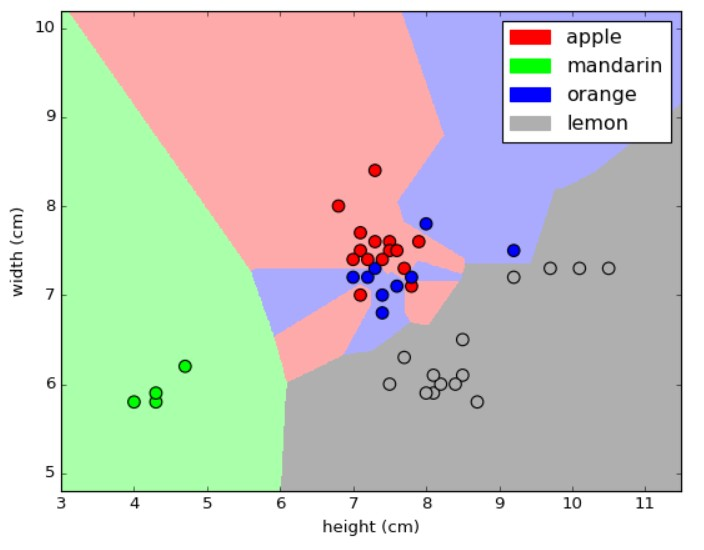 10
9
8
7
6
5
3 4 5 6 7 8 9 10 11
height (cm)
width (cm)
apple
mandarin
orange
lemon